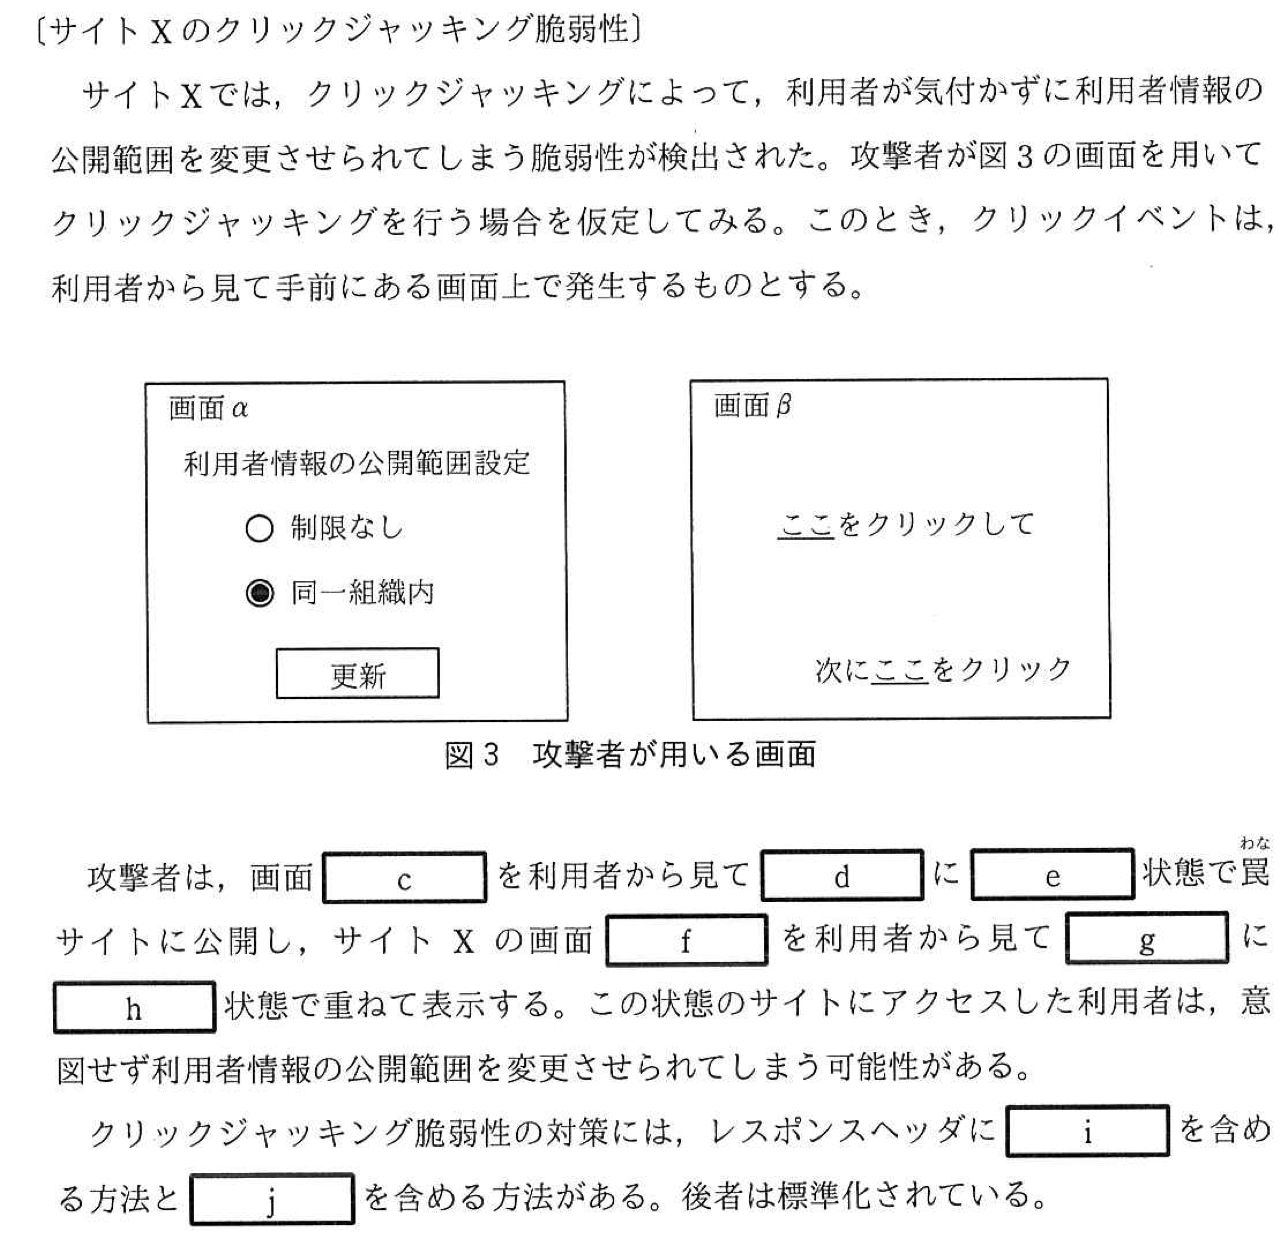 〔サイト X のクリックジャッキング脆弱性〕
サイト X では，クリックジャッキングによって，利用者が気付かずに利用者情報の
公開範囲を変更させられてしまう脆弱性が検出された。攻撃者が図 3 の画面を用いて
クリックジャッキングを行う場合を仮定してみる。このとき，クリックイベントは，
利用者から見て手前にある画面上で発生するものとする。
画面 α
利用者情報の公開範囲設定
制限なし
同一組織内
更新
画面 β
ここをクリックして
次にここをクリック
図 3　攻撃者が用いる画面
わな
攻撃者は，画面 c を利用者から見て d に e 状態で罠
サイトに公開し，サイト X の画面 f を利用者から見て g に
h 状態で重ねて表示する。この状態のサイトにアクセスした利用者は，意
図せず利用者情報の公開範囲を変更させられてしまう可能性がある。
クリックジャッキング脆弱性の対策には，レスポンスヘッダに i を含め
る方法と j を含める方法がある。後者は標準化されている。